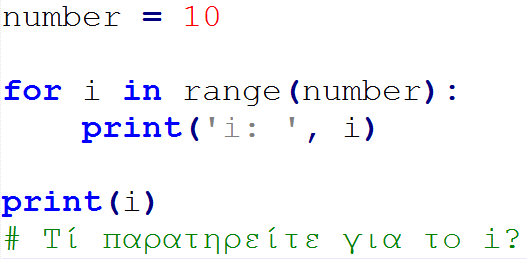 number = 10
for i in range(number):
    print('i: ', i)
print(i)
# Τί παρατηρείτε για το i?